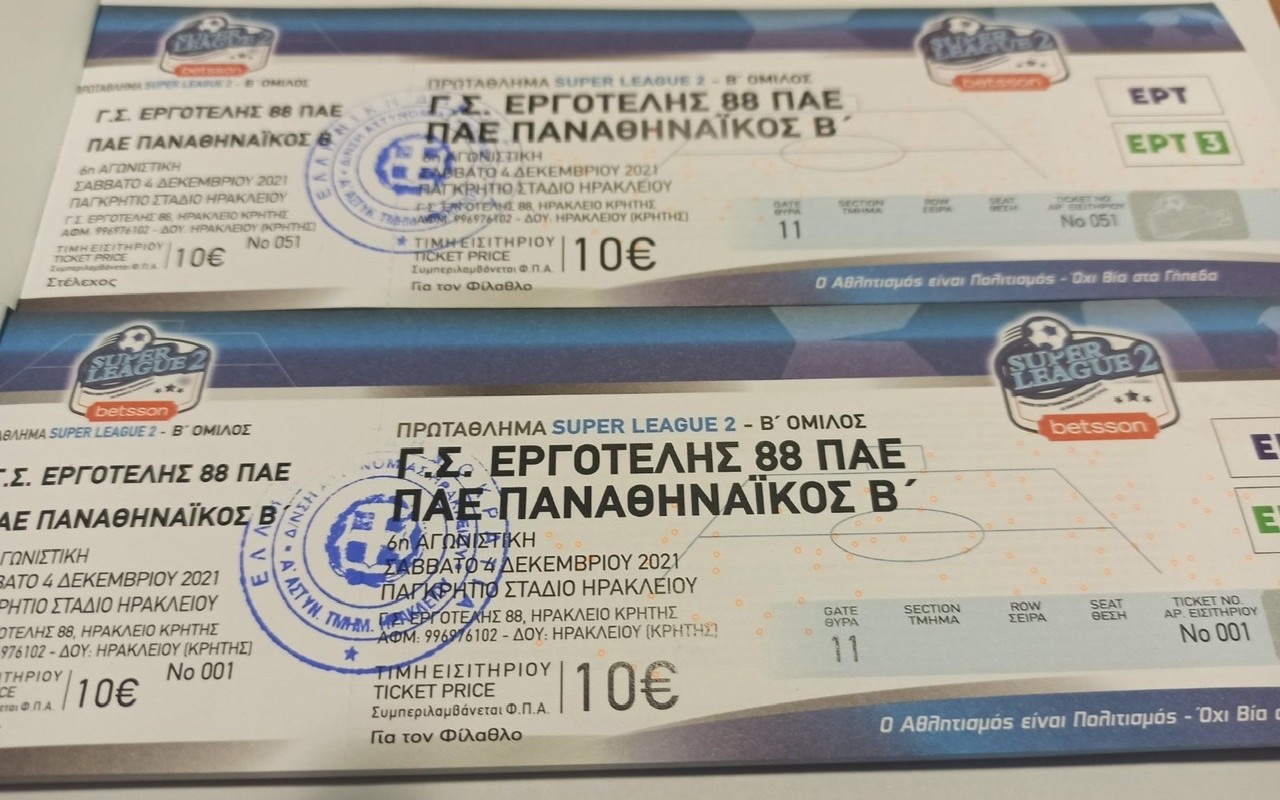 SUPER LEAGUE 2
betsson
ΠΡΩΤΑΘΛΗΜΑ SUPER LEAGUE 2 - Β΄ ΟΜΙΛΟΣ
Γ.Σ. ΕΡΓΟΤΕΛΗΣ 88 ΠΑΕ
ΠΑΕ ΠΑΝΑΘΗΝΑΪΚΟΣ Β΄
6η ΑΓΩΝΙΣΤΙΚΗ
ΣΑΒΒΑΤΟ 4 ΔΕΚΕΜΒΡΙΟΥ 2021
ΠΑΓΚΡΗΤΙΟ ΣΤΑΔΙΟ ΗΡΑΚΛΕΙΟΥ
Γ.Σ. ΕΡΓΟΤΕΛΗΣ 88, ΗΡΑΚΛΕΙΟ ΚΡΗΤΗΣ
ΑΦΜ: 996976102 - ΔΟΥ: ΗΡΑΚΛΕΙΟΥ (ΚΡΗΤΗΣ)
No 051
ΤΙΜΗ ΕΙΣΙΤΗΡΙΟΥ
TICKET PRICE
Συμπεριλαμβάνεται Φ.Π.Α.
10€
Στέλεχος
SUPER LEAGUE 2
betsson
ΠΡΩΤΑΘΛΗΜΑ SUPER LEAGUE 2 - Β΄ ΟΜΙΛΟΣ
Γ.Σ. ΕΡΓΟΤΕΛΗΣ 88 ΠΑΕ
ΠΑΕ ΠΑΝΑΘΗΝΑΪΚΟΣ Β΄
6η ΑΓΩΝΙΣΤΙΚΗ
ΣΑΒΒΑΤΟ 4 ΔΕΚΕΜΒΡΙΟΥ 2021
ΠΑΓΚΡΗΤΙΟ ΣΤΑΔΙΟ ΗΡΑΚΛΕΙΟΥ
Γ.Σ. ΕΡΓΟΤΕΛΗΣ 88, ΗΡΑΚΛΕΙΟ ΚΡΗΤΗΣ
ΑΦΜ: 996976102 - ΔΟΥ: ΗΡΑΚΛΕΙΟΥ (ΚΡΗΤΗΣ)
ΤΙΜΗ ΕΙΣΙΤΗΡΙΟΥ
TICKET PRICE
Συμπεριλαμβάνεται Φ.Π.Α.
10€
Για τον Φίλαθλο
ΕΡΤ
ΕΡΤ 3
GATE SECTION ROW SEAT TICKET NO.
ΘΥΡΑ ΤΜΗΜΑ ΣΕΙΡΑ ΘΕΣΗ ΑΡ. ΕΙΣΙΤΗΡΙΟΥ
11 No 051
Ο Αθλητισμός είναι Πολιτισμός - Όχι Βία στα Γήπεδα
SUPER LEAGUE 2
betsson
ΑΘΛΗΜΑ SUPER LEAGUE 2 - Β΄ ΟΜΙΛΟΣ
Γ.Σ. ΕΡΓΟΤΕΛΗΣ 88 ΠΑΕ
ΑΕ ΠΑΝΑΘΗΝΑΪΚΟΣ Β΄
ΑΓΩΝΙΣΤΙΚΗ
ΒΑΤΟ 4 ΔΕΚΕΜΒΡΙΟΥ 2021
ΚΡΗΤΙΟ ΣΤΑΔΙΟ ΗΡΑΚΛΕΙΟΥ
ΟΤΕΛΗΣ 88, ΗΡΑΚΛΕΙΟ ΚΡΗΤΗΣ
976102 - ΔΟΥ: ΗΡΑΚΛΕΙΟΥ (ΚΡΗΤΗΣ)
No 001
ΤΗΡΙΟΥ
CE
Φ.Π.Α.
10€
SUPER LEAGUE 2
betsson
ΠΡΩΤΑΘΛΗΜΑ SUPER LEAGUE 2 - Β΄ ΟΜΙΛΟΣ
Γ.Σ. ΕΡΓΟΤΕΛΗΣ 88 ΠΑΕ
ΠΑΕ ΠΑΝΑΘΗΝΑΪΚΟΣ Β΄
6η ΑΓΩΝΙΣΤΙΚΗ
ΣΑΒΒΑΤΟ 4 ΔΕΚΕΜΒΡΙΟΥ 2021
ΠΑΓΚΡΗΤΙΟ ΣΤΑΔΙΟ ΗΡΑΚΛΕΙΟΥ
Γ.Σ. ΕΡΓΟΤΕΛΗΣ 88, ΗΡΑΚΛΕΙΟ ΚΡΗΤΗΣ
ΑΦΜ: 996976102 - ΔΟΥ: ΗΡΑΚΛΕΙΟΥ (ΚΡΗΤΗΣ)
ΤΙΜΗ ΕΙΣΙΤΗΡΙΟΥ
TICKET PRICE
Συμπεριλαμβάνεται Φ.Π.Α.
10€
Για τον Φίλαθλο
Α΄ ΑΣΤΥΝ. ΤΜΗΜ. ΗΡΑΚΛΕΙΟΥ
GATE SECTION ROW SEAT TICKET NO.
ΘΥΡΑ ΤΜΗΜΑ ΣΕΙΡΑ ΘΕΣΗ ΑΡ. ΕΙΣΙΤΗΡΙΟΥ
11 No 001
Ο Αθλητισμός είναι Πολιτισμός - Όχι Βία